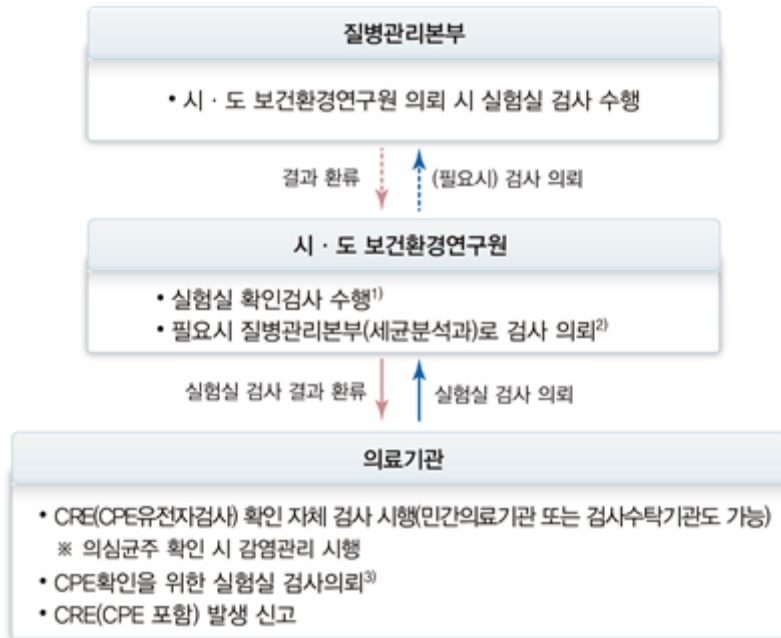 질병관리본부
• 시 · 도 보건환경연구원 의뢰 시 실험실 검사 수행
결과 환류
(필요시) 검사 의뢰
시 · 도 보건환경연구원
• 실험실 확인검사 수행1)
• 필요시 질병관리본부(세균분석과)로 검사 의뢰2)
실험실 검사 결과 환류
실험실 검사 의뢰
의료기관
• CRE(CPE유전자검사) 확인 자체 검사 시행(민간의료기관 또는 검사수탁기관도 가능)
※ 의심균주 확인 시 감염관리 시행
• CPE확인을 위한 실험실 검사의뢰3)
• CRE(CPE 포함) 발생 신고